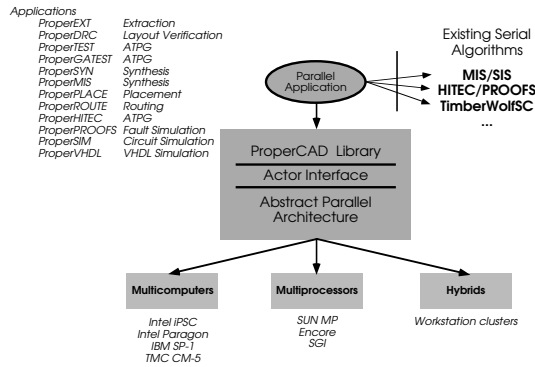 Applications
ProperEXT Extraction
ProperDRC Layout Verification
ProperTEST ATPG
ProperGATEST ATPG
ProperSYN Synthesis
ProperMIS Synthesis
ProperPLACE Placement
ProperROUTE Routing
ProperHITEC ATPG
ProperPROOFS Fault Simulation
ProperSIM Circuit Simulation
ProperVHDL VHDL Simulation
Parallel
Application
Existing Serial
Algorithms
MIS/SIS
HITEC/PROOFS
TimberWolfSC
...
ProperCAD Library
Actor Interface
Abstract Parallel
Architecture
Multicomputers
Multiprocessors
Hybrids
Intel iPSC
Intel Paragon
IBM SP-1
TMC CM-5
SUN MP
Encore
SGI
Workstation clusters